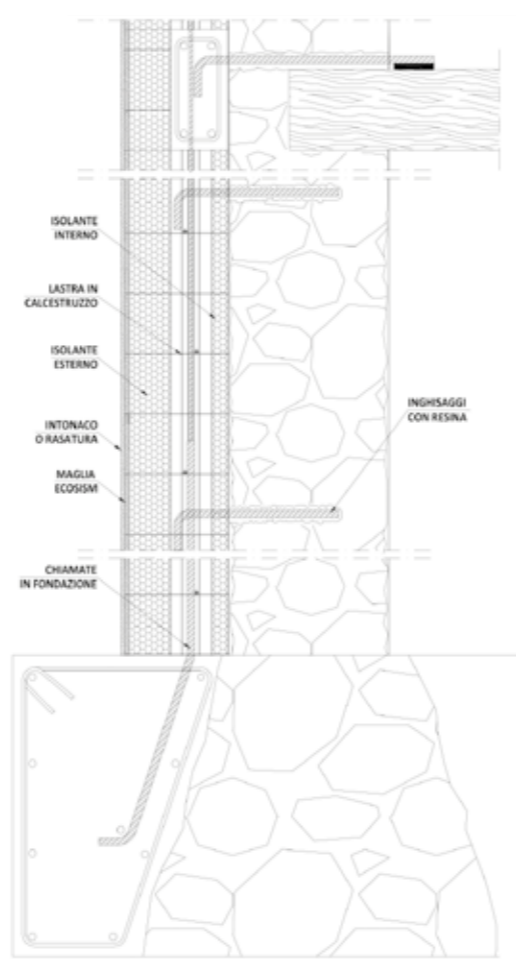 ISOLANTE
INTERNO
LASTRA IN
CALCESTRUZZO
ISOLANTE
ESTERNO
INTONACO
O RASATURA
MAGLIA
ECOSISM
CHIAMATE
IN FONDAZIONE
INGHISAGGI
CON RESINA